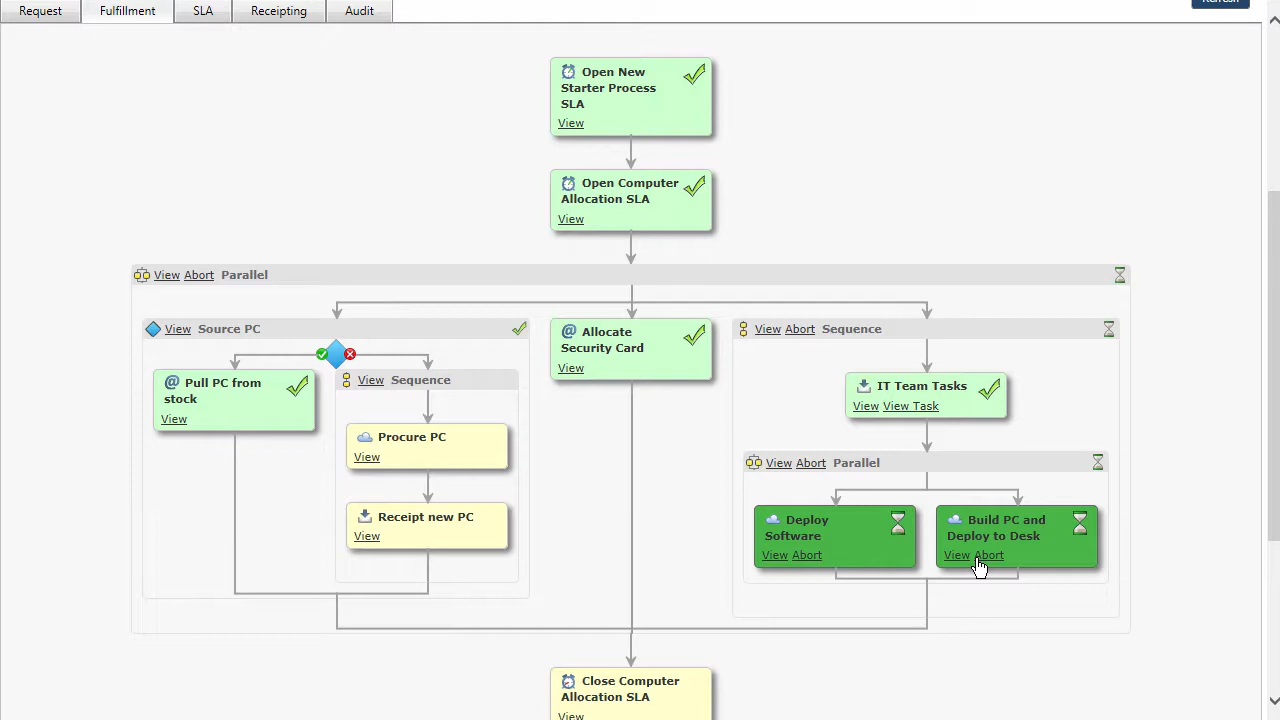 Request
Fulfillment
SLA
Receipting
Audit
Open New
Starter Process
SLA
View
Open Computer
Allocation SLA
View
View Abort Parallel
View Source PC
Pull PC from
stock
View
View Sequence
Procure PC
View
Receipt new PC
View
Allocate
Security Card
View
View Abort Sequence
IT Team Tasks
View View Task
View Abort Parallel
Deploy
Software
View Abort
Build PC and
Deploy to Desk
View Abort
Close Computer
Allocation SLA
View